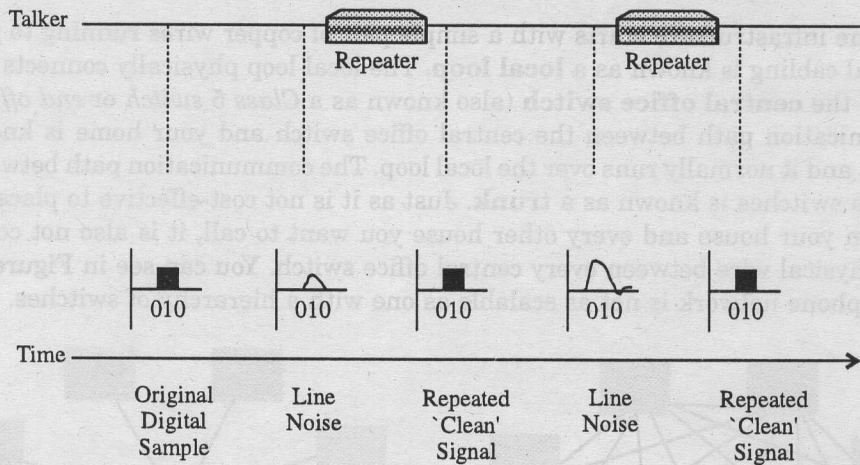 Talker
Repeater
Repeater
010
010
010
010
010
Time
Original
Digital
Sample
Line
Noise
Repeated
`Clean'
Signal
Line
Noise
Repeated
`Clean'
Signal